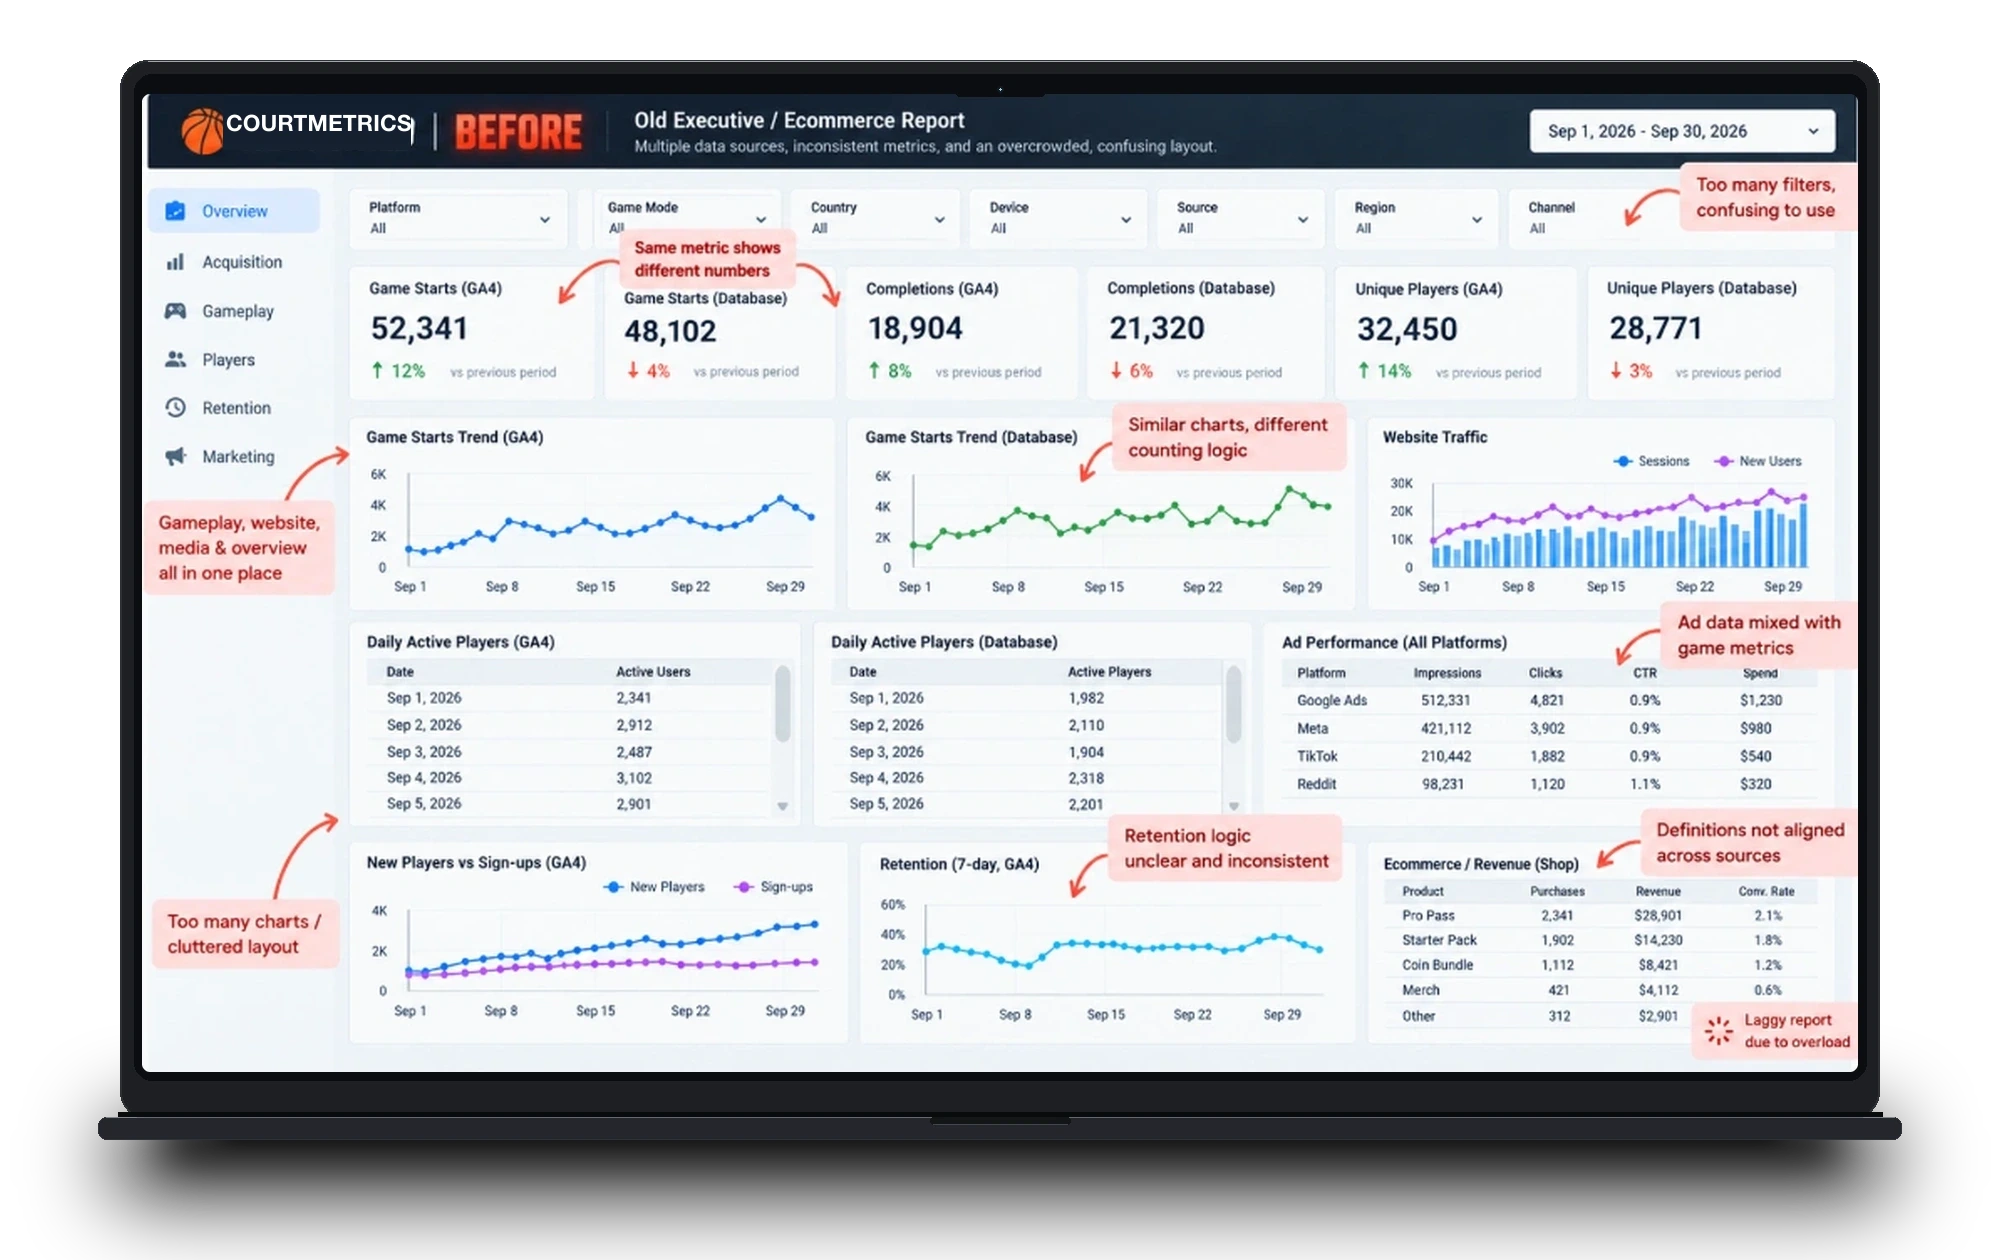 COURTMETRICS
BEFORE
Old Executive / Ecommerce Report
Multiple data sources, inconsistent metrics, and an overcrowded, confusing layout.
Sep 1, 2026 - Sep 30, 2026
Too many filters,
confusing to use
Overview
Acquisition
Gameplay
Players
Retention
Marketing
Platform
All
Game Mode
All
Country
All
Device
All
Source
All
Region
All
Channel
All
Same metric shows
different numbers
Game Starts (GA4)
52,341
↑ 12% vs previous period
Game Starts (Database)
48,102
↓ 4% vs previous period
Completions (GA4)
18,904
↑ 8% vs previous period
Completions (Database)
21,320
↓ 6% vs previous period
Unique Players (GA4)
32,450
↑ 14% vs previous period
Unique Players (Database)
28,771
↓ 3% vs previous period
Gameplay, website,
media & overview
all in one place
Game Starts Trend (GA4)
6K
4K
2K
0
Sep 1 Sep 8 Sep 15 Sep 22 Sep 29
Game Starts Trend (Database)
Similar charts, different
counting logic
6K
4K
2K
0
Sep 1 Sep 8 Sep 15 Sep 22 Sep 29
Website Traffic
Sessions New Users
30K
20K
10K
0
Sep 1 Sep 8 Sep 15 Sep 22 Sep 29
Daily Active Players (GA4)
Date Active Users
Sep 1, 2026 2,341
Sep 2, 2026 2,912
Sep 3, 2026 2,487
Sep 4, 2026 3,102
Sep 5, 2026 2,901
Daily Active Players (Database)
Date Active Players
Sep 1, 2026 1,982
Sep 2, 2026 2,110
Sep 3, 2026 1,904
Sep 4, 2026 2,318
Sep 5, 2026 2,201
Ad data mixed with
game metrics
Ad Performance (All Platforms)
Platform Impressions Clicks CTR Spend
Google Ads 512,331 4,821 0.9% $1,230
Meta 421,112 3,902 0.9% $980
TikTok 210,442 1,882 0.9% $540
Reddit 98,231 1,120 1.1% $320
Too many charts /
cluttered layout
New Players vs Sign-ups (GA4)
New Players Sign-ups
4K
2K
0
Sep 1 Sep 8 Sep 15 Sep 22 Sep 29
Retention logic
unclear and inconsistent
Retention (7-day, GA4)
60%
40%
20%
0%
Sep 1 Sep 8 Sep 15 Sep 22 Sep 29
Definitions not aligned
across sources
Ecommerce / Revenue (Shop)
Product Purchases Revenue Conv. Rate
Pro Pass 2,341 $28,901 2.1%
Starter Pack 1,902 $14,230 1.8%
Coin Bundle 1,112 $8,421 1.2%
Merch 421 $4,112 0.6%
Other 312 $2,901
Laggy report
due to overload